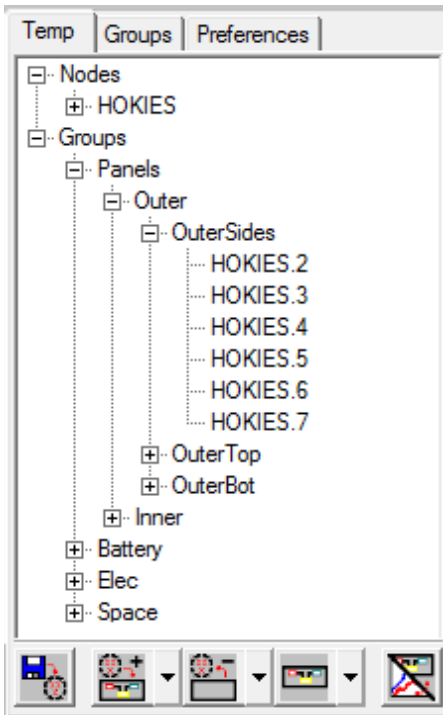 Temp Groups Preferences
Nodes
HOKIES
Groups
Panels
Outer
OuterSides
HOKIES.2
HOKIES.3
HOKIES.4
HOKIES.5
HOKIES.6
HOKIES.7
OuterTop
OuterBot
Inner
Battery
Elec
Space